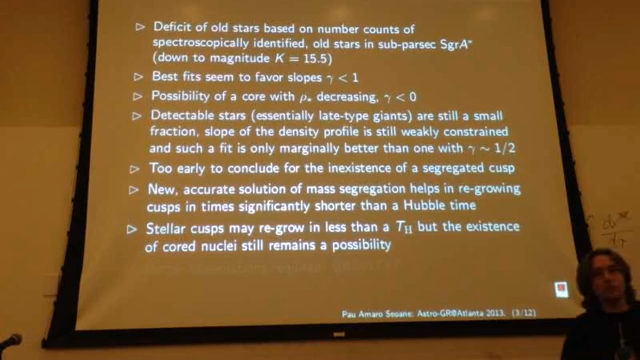 ▷ Deficit of old stars based on number counts of
spectroscopically identified, old stars in sub-parsec SgrA*
(down to magnitude K = 15.5)
▷ Best fits seem to favor slopes γ < 1
▷ Possibility of a core with ρ⋆ decreasing, γ < 0
▷ Detectable stars (essentially late-type giants) are still a small
fraction, slope of the density profile is still weakly constrained
and such a fit is only marginally better than one with γ ∼ 1/2
▷ Too early to conclude for the inexistence of a segregated cusp
▷ New, accurate solution of mass segregation helps in re-growing
cusps in times significantly shorter than a Hubble time
▷ Stellar cusps may re-grow in less than a T_H but the existence
of cored nuclei still remains a possibility
Pau Amaro Seoane: Astro-GR@Atlanta 2013, (3/12)